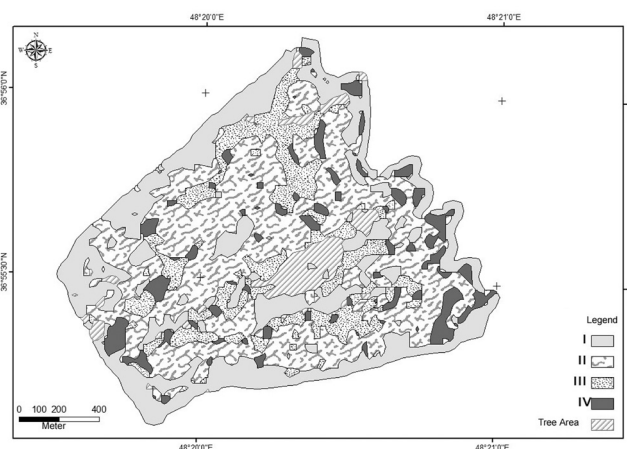 48°20'0"E
48°21'0"E
N
W
E
S
36°56'0"N
36°55'30"N
Legend
I
II
III
IV
Tree Area
0 100 200 400
Meter
48°20'0"E
48°21'0"E